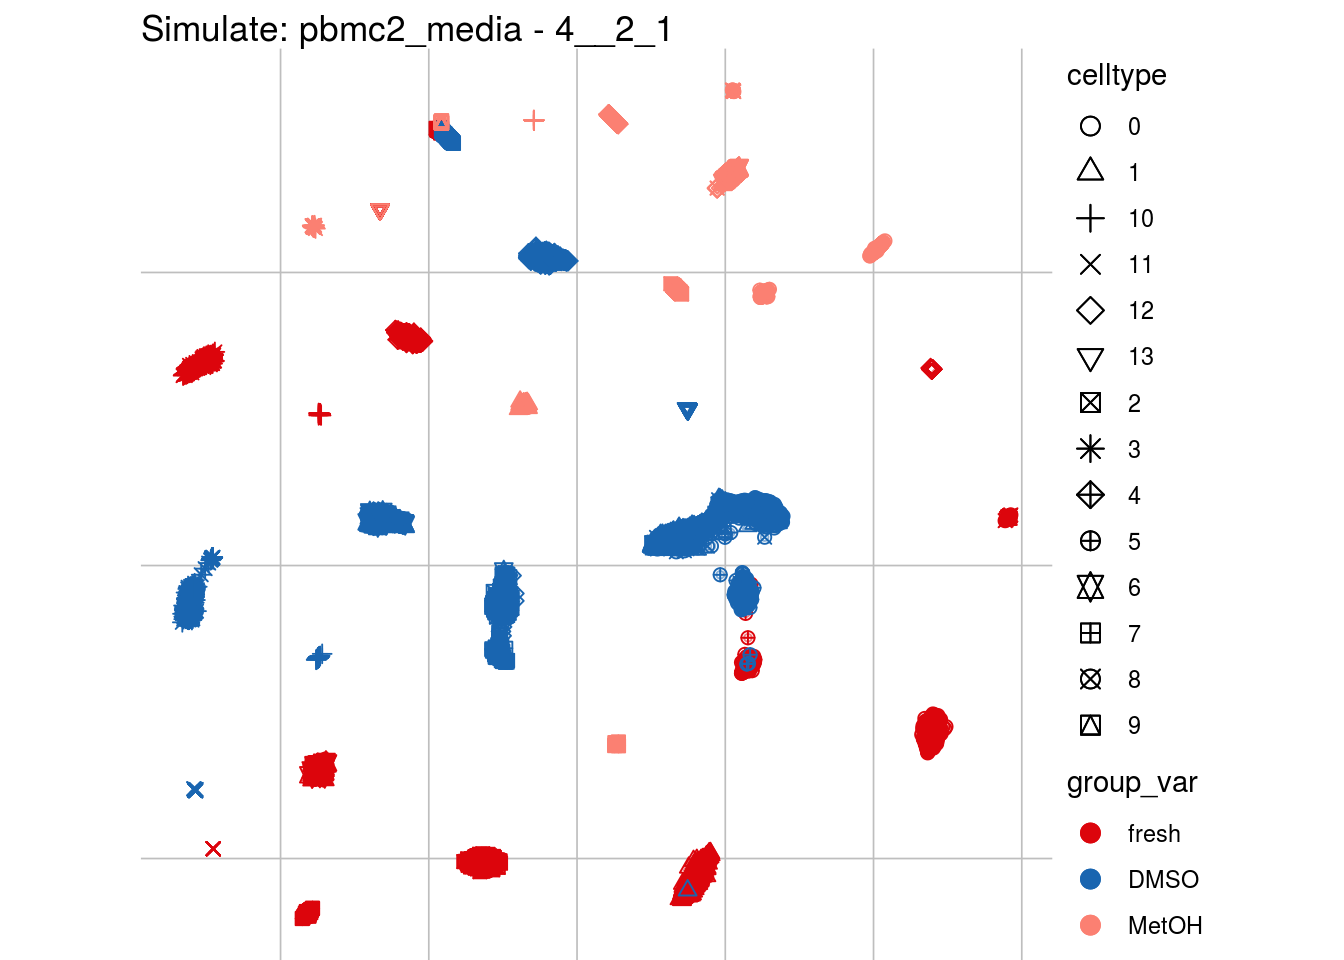 Simulate: pbmc2_media - 4__2_1
celltype
0
1
10
11
12
13
2
3
4
5
6
7
8
9
group_var
fresh
DMSO
MetOH